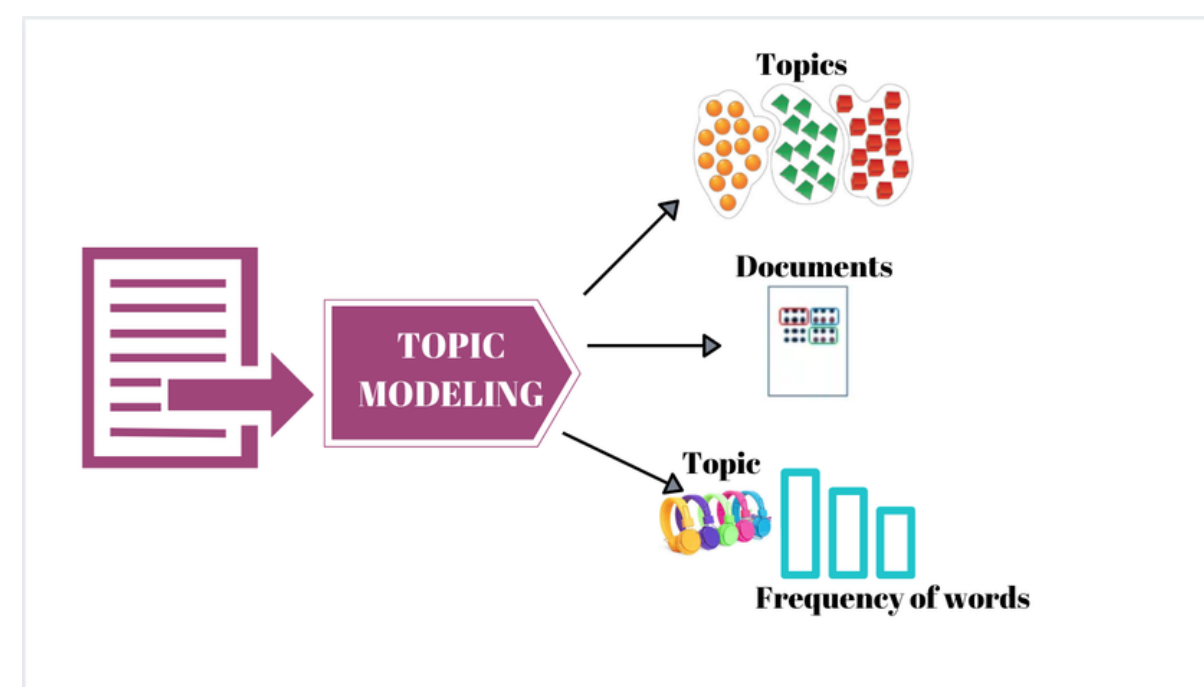 Topics
Documents
TOPIC
MODELING
Topic
Frequency of words